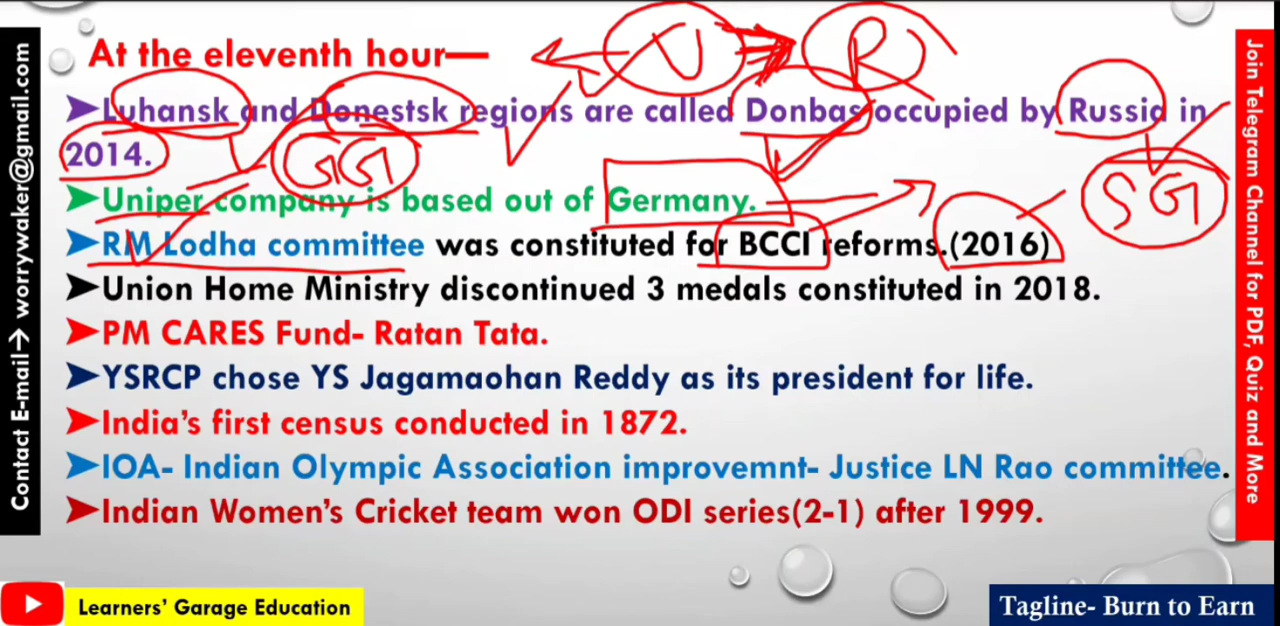 At the eleventh hour—
➤Luhansk and Donestsk regions are called Donbas occupied by Russia in
2014.
➤Uniper company is based out of Germany.
➤RM Lodha committee was constituted for BCCI reforms.(2016)
➤Union Home Ministry discontinued 3 medals constituted in 2018.
➤PM CARES Fund- Ratan Tata.
➤YSRCP chose YS Jagamaohan Reddy as its president for life.
➤India's first census conducted in 1872.
➤IOA- Indian Olympic Association improvemnt- Justice LN Rao committee.
➤Indian Women's Cricket team won ODI series(2-1) after 1999.
R
GG
SG
Contact E-mail→ worrywaker@gmail.com
Join Telegram Channel for PDF, Quiz and More
Learners' Garage Education
Tagline- Burn to Earn